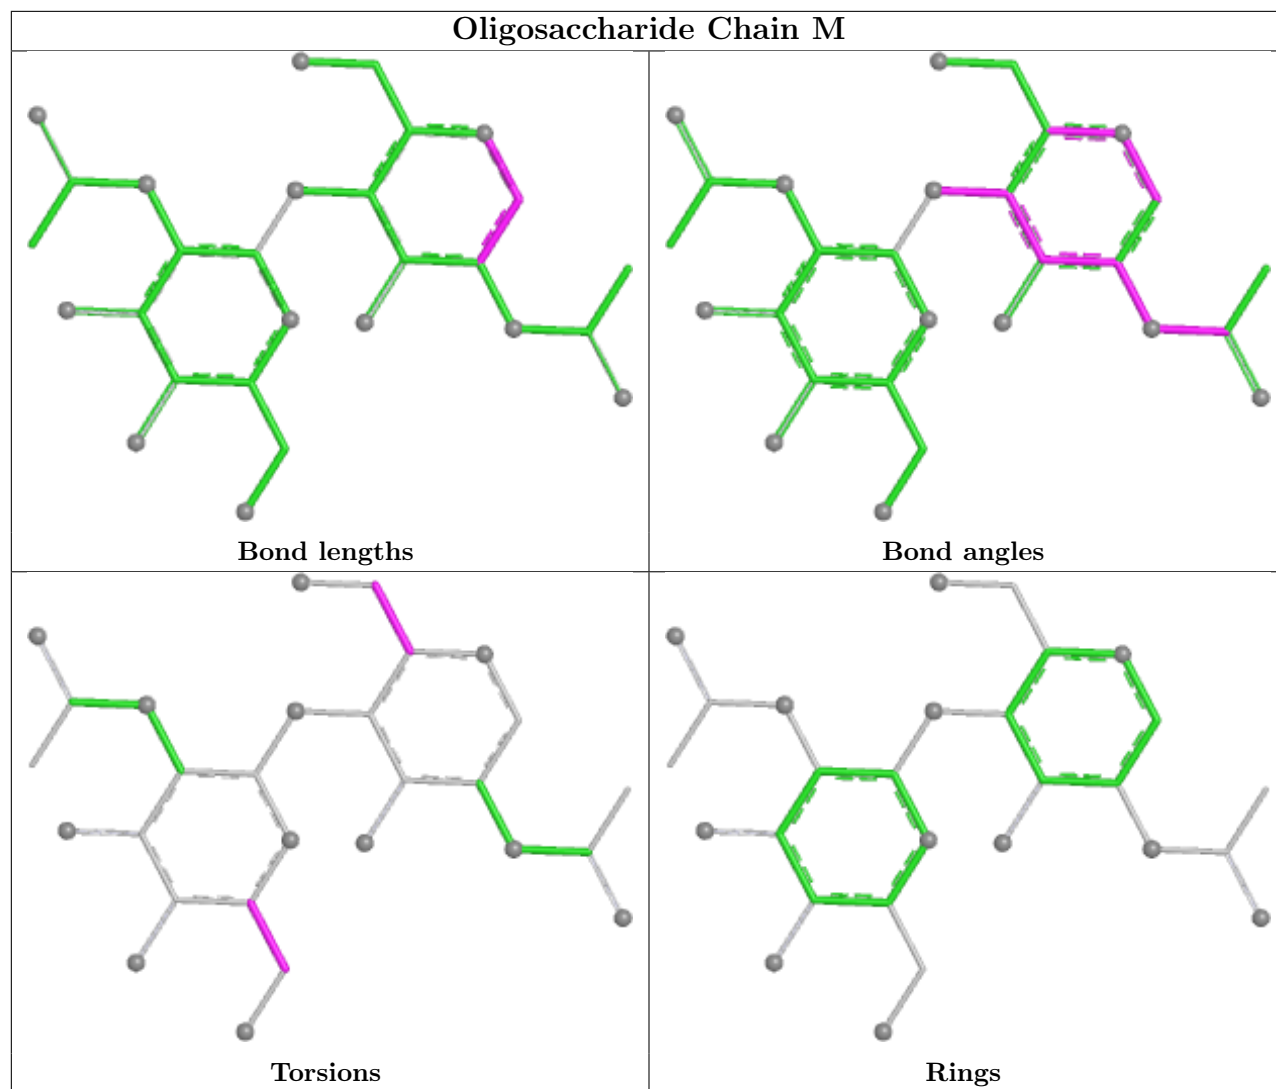 Oligosaccharide Chain M
Bond lengths
Bond angles
Torsions
Rings